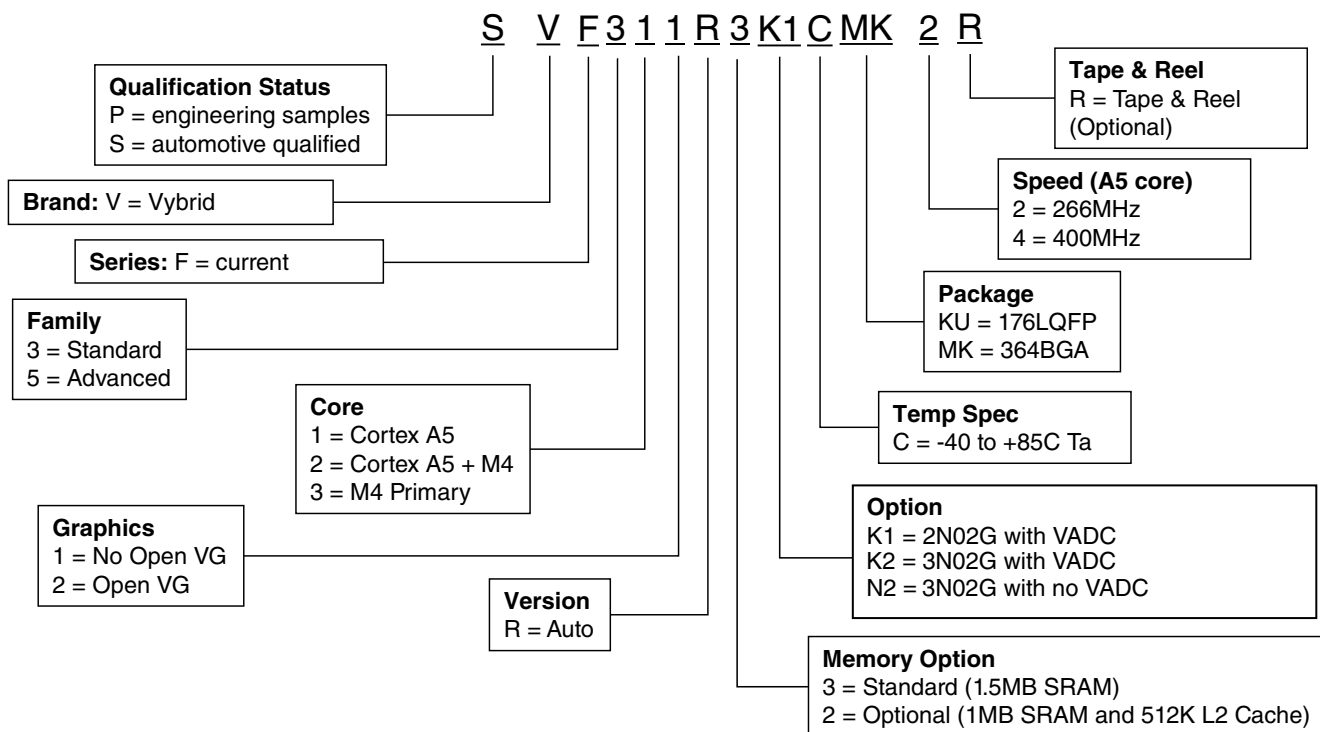 S V F 3 1 1 R 3 K1 C MK 2 R
Qualification Status
P = engineering samples
S = automotive qualified
Tape & Reel
R = Tape & Reel
(Optional)
Brand: V = Vybrid
Speed (A5 core)
2 = 266MHz
4 = 400MHz
Series: F = current
Package
KU = 176LQFP
MK = 364BGA
Family
3 = Standard
5 = Advanced
Core
1 = Cortex A5
2 = Cortex A5 + M4
3 = M4 Primary
Temp Spec
C = -40 to +85C Ta
Graphics
1 = No Open VG
2 = Open VG
Option
K1 = 2N02G with VADC
K2 = 3N02G with VADC
N2 = 3N02G with no VADC
Version
R = Auto
Memory Option
3 = Standard (1.5MB SRAM)
2 = Optional (1MB SRAM and 512K L2 Cache)